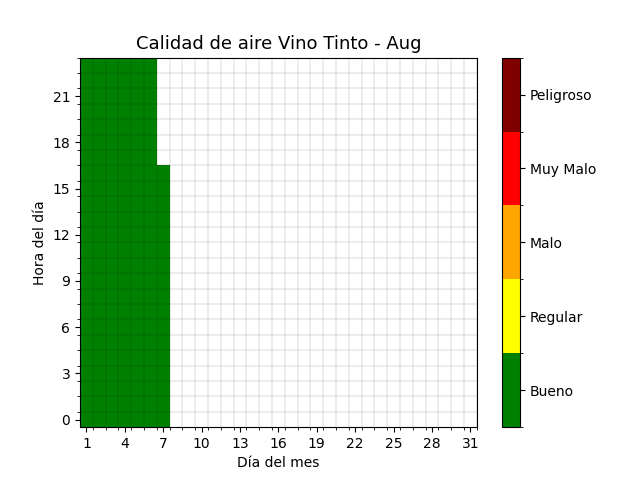 Calidad de aire Vino Tinto - Aug
Hora del día
21
18
15
12
9
6
3
0
1 4 7 10 13 16 19 22 25 28 31
Día del mes
Peligroso
Muy Malo
Malo
Regular
Bueno